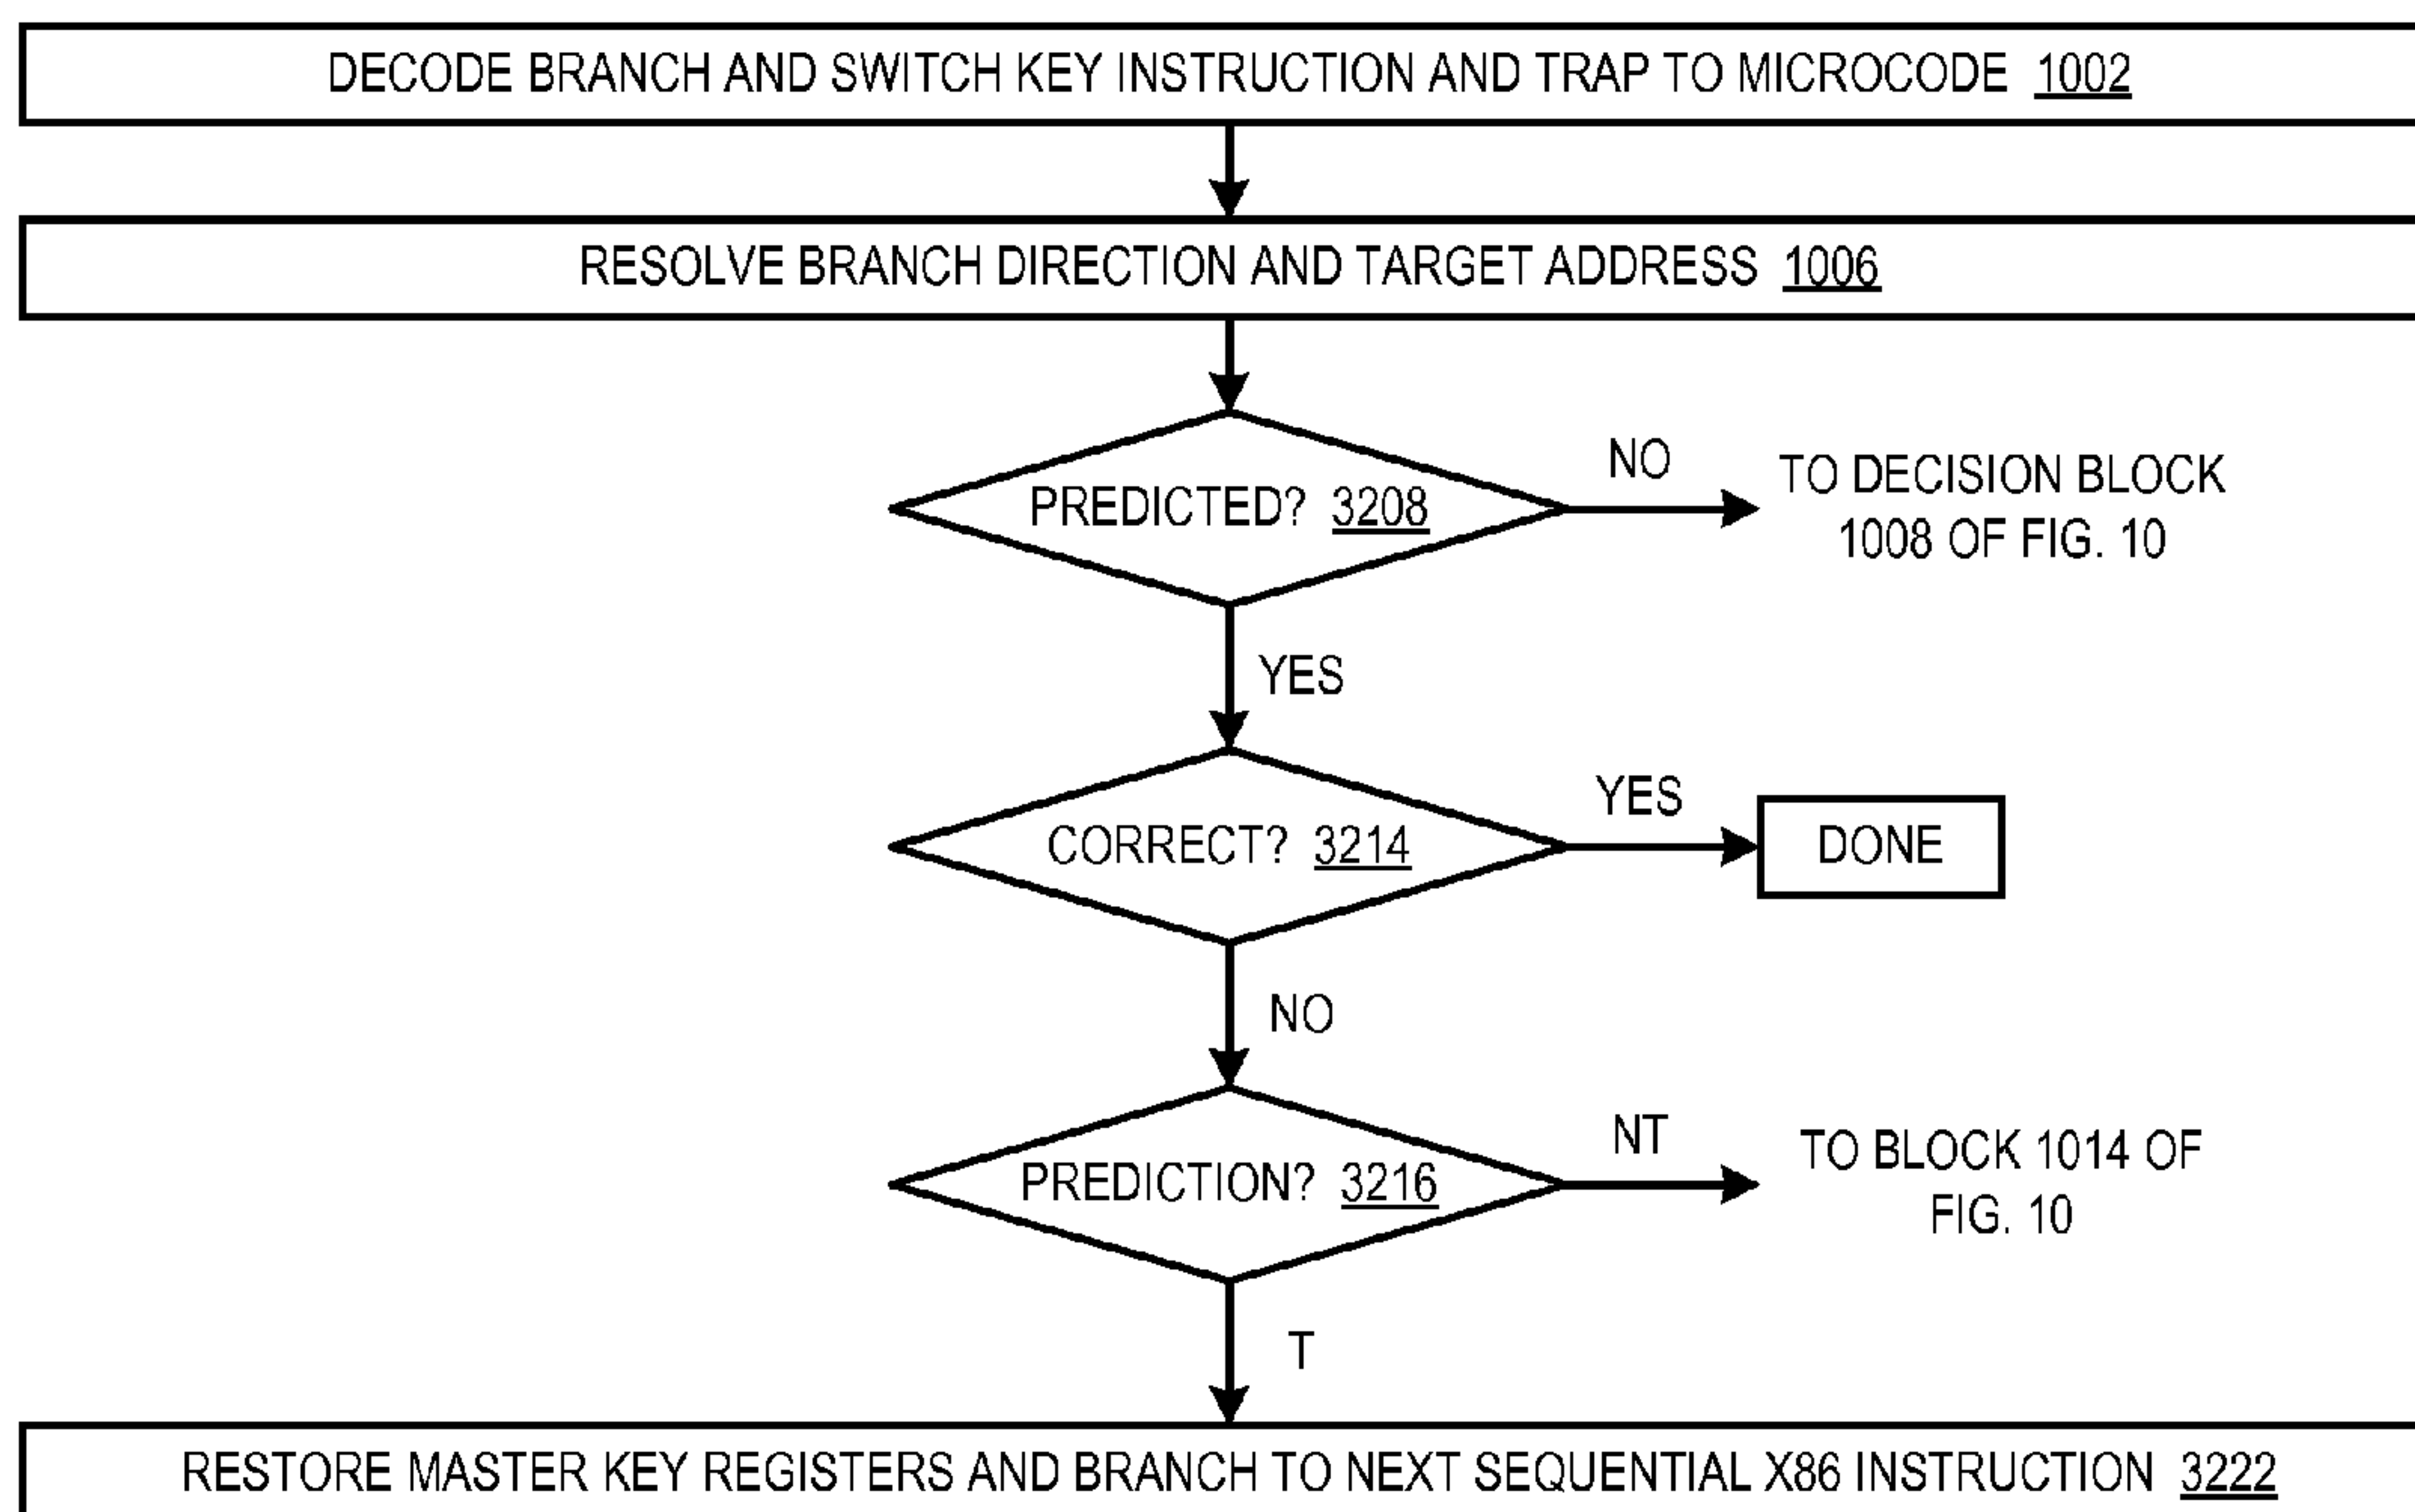 DECODE BRANCH AND SWITCH KEY INSTRUCTION AND TRAP TO MICROCODE 1002
RESOLVE BRANCH DIRECTION AND TARGET ADDRESS 1006
PREDICTED? 3208
NO
TO DECISION BLOCK
1008 OF FIG. 10
YES
CORRECT? 3214
YES
DONE
NO
PREDICTION? 3216
NT
TO BLOCK 1014 OF
FIG. 10
T
RESTORE MASTER KEY REGISTERS AND BRANCH TO NEXT SEQUENTIAL X86 INSTRUCTION 3222